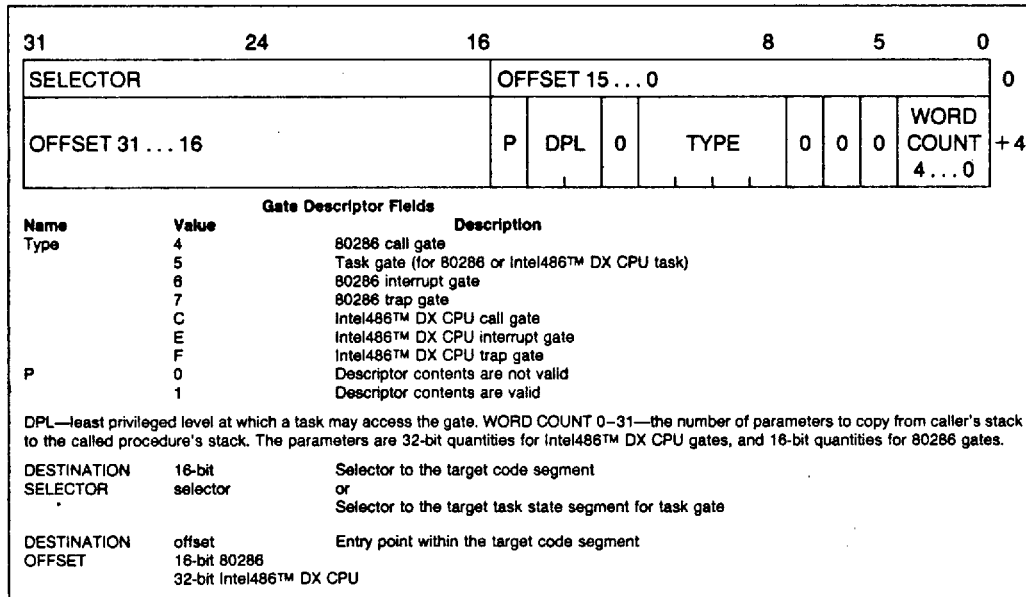 31 24 16 8 5 0
SELECTOR OFFSET 15 . . . 0 0
OFFSET 31 . . . 16 P DPL 0 TYPE 0 0 0 WORD COUNT 4 . . . 0 +4
Gate Descriptor Fields
Name Value Description
Type 4 80286 call gate
5 Task gate (for 80286 or Intel486™ DX CPU task)
6 80286 interrupt gate
7 80286 trap gate
C Intel486™ DX CPU call gate
E Intel486™ DX CPU interrupt gate
F Intel486™ DX CPU trap gate
P 0 Descriptor contents are not valid
1 Descriptor contents are valid
DPL—least privileged level at which a task may access the gate. WORD COUNT 0–31—the number of parameters to copy from caller's stack
to the called procedure's stack. The parameters are 32-bit quantities for Intel486™ DX CPU gates, and 16-bit quantities for 80286 gates.
DESTINATION 16-bit Selector to the target code segment
SELECTOR selector or
Selector to the target task state segment for task gate
DESTINATION offset Entry point within the target code segment
OFFSET 16-bit 80286
32-bit Intel486™ DX CPU